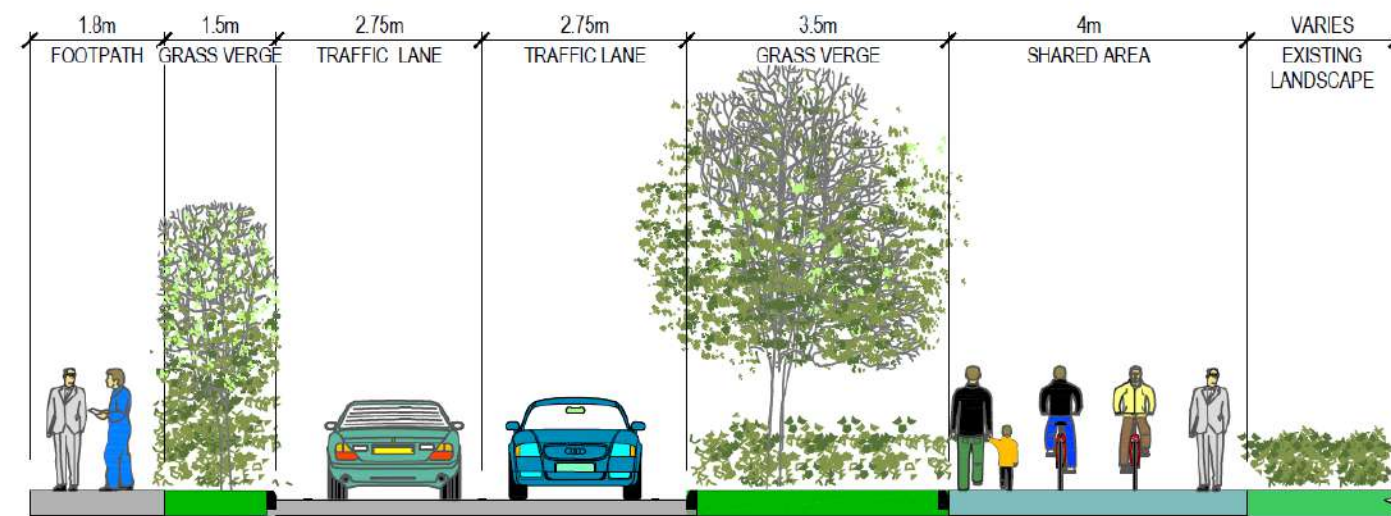 1.8m 1.5m 2.75m 2.75m 3.5m 4m VARIES
FOOTPATH GRASS VERGE TRAFFIC LANE TRAFFIC LANE GRASS VERGE SHARED AREA EXISTING
LANDSCAPE